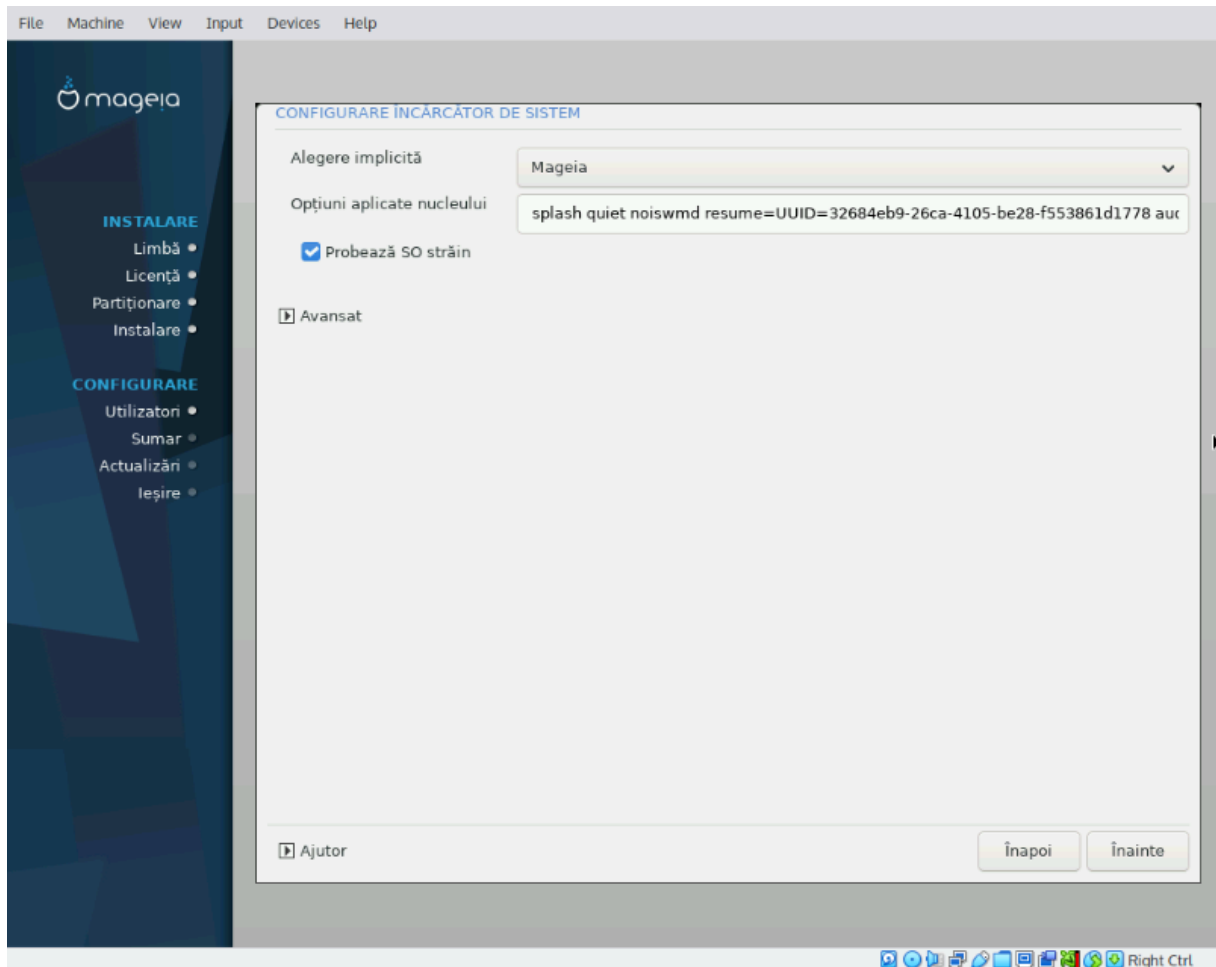 File Machine View Input Devices Help
mageia
INSTALARE
Limbă
Licență
Partiționare
Instalare
CONFIGURARE
Utilizatori
Sumar
Actualizări
Ieșire
CONFIGURARE ÎNCĂRCĂTOR DE SISTEM
Alegere implicită
Mageia
Opțiuni aplicate nucleului
splash quiet noiswmd resume=UUID=32684eb9-26ca-4105-be28-f553861d1778
Probează SO străin
Avansat
Ajutor
Înapoi
Înainte
Right Ctrl